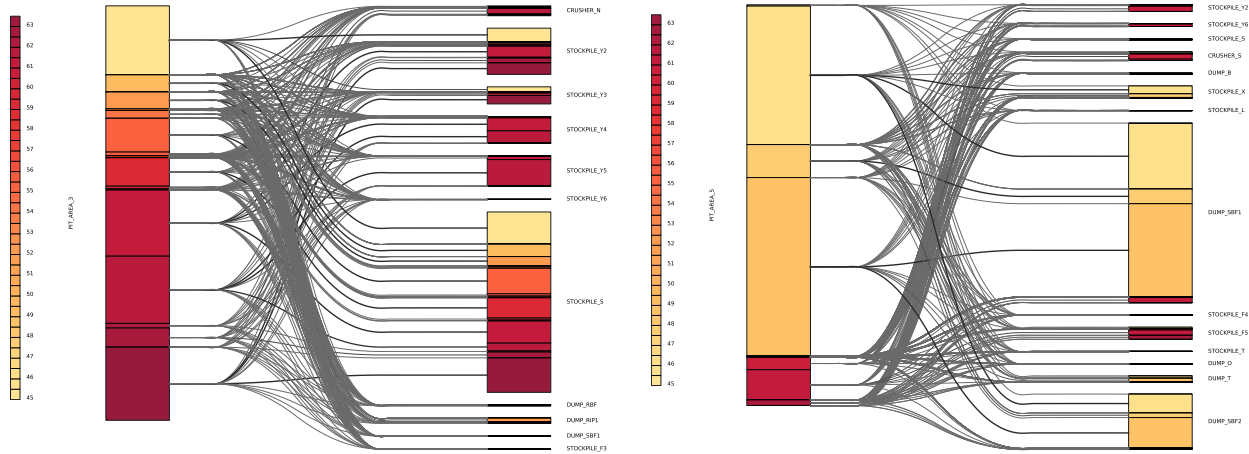 63
62
61
60
59
58
57
56
55
54
53
52
51
50
49
48
47
46
45
PIT_AREA_3
CRUSHER_N
STOCKPILE_Y2
STOCKPILE_Y3
STOCKPILE_Y4
STOCKPILE_Y5
STOCKPILE_Y6
STOCKPILE_S
DUMP_RBF
DUMP_RIP1
DUMP_SBF1
STOCKPILE_F3
63
62
61
60
59
58
57
56
55
54
53
52
51
50
49
48
47
46
45
PIT_AREA_5
STOCKPILE_Y2
STOCKPILE_Y6
STOCKPILE_S
CRUSHER_S
DUMP_B
STOCKPILE_X
STOCKPILE_L
DUMP_SBF1
STOCKPILE_F4
STOCKPILE_F5
STOCKPILE_T
DUMP_O
DUMP_T
DUMP_SBF2